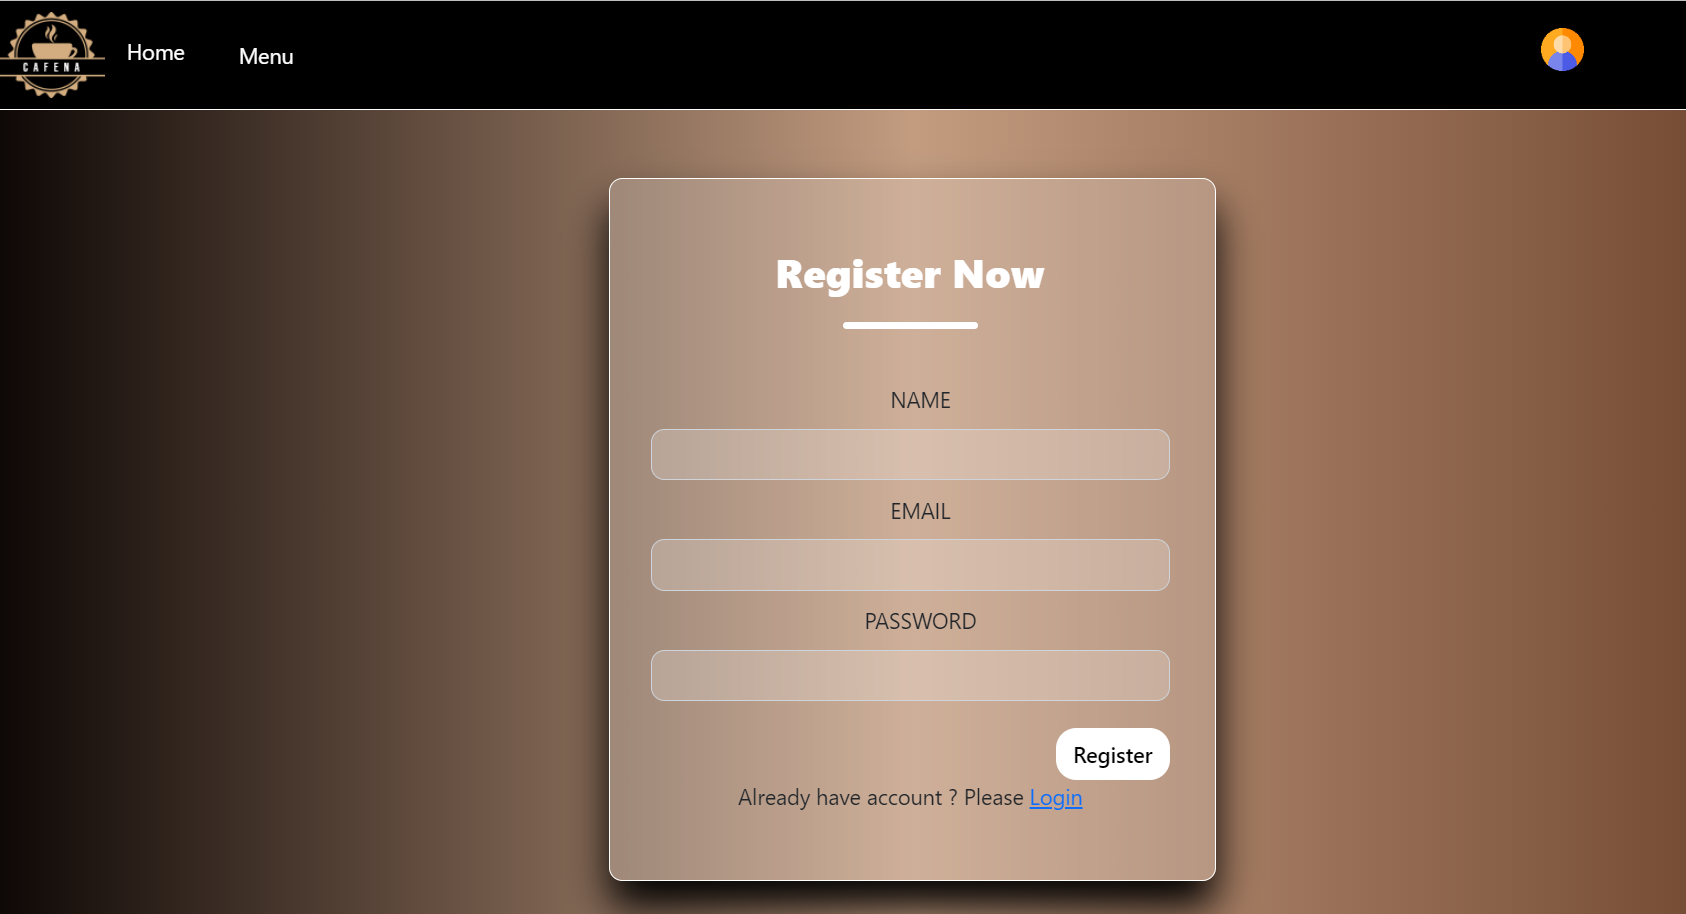 CAFENA
Home
Menu
Register Now
NAME
EMAIL
PASSWORD
Register
Already have account ? Please Login